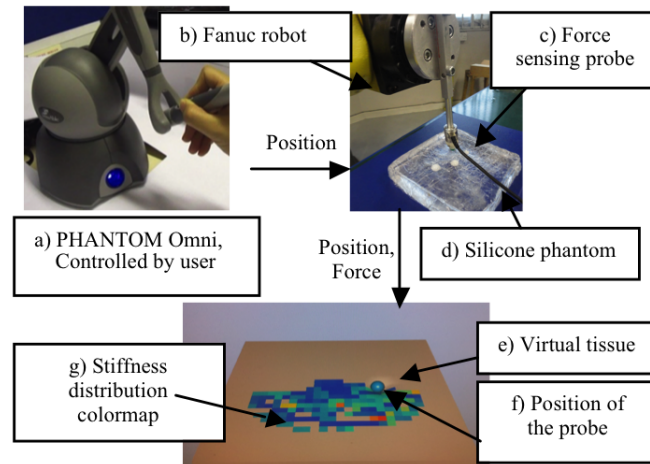 b) Fanuc robot
c) Force
sensing probe
Position
a) PHANTOM Omni,
Controlled by user
Position,
Force
d) Silicone phantom
g) Stiffness
distribution
colormap
e) Virtual tissue
f) Position of
the probe